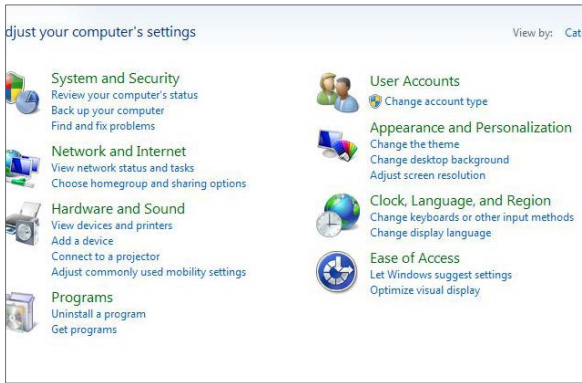 djust your computer's settings
View by: Cat
System and Security
Review your computer's status
Back up your computer
Find and fix problems
Network and Internet
View network status and tasks
Choose homegroup and sharing options
Hardware and Sound
View devices and printers
Add a device
Connect to a projector
Adjust commonly used mobility settings
Programs
Uninstall a program
Get programs
User Accounts
Change account type
Appearance and Personalization
Change the theme
Change desktop background
Adjust screen resolution
Clock, Language, and Region
Change keyboards or other input methods
Change display language
Ease of Access
Let Windows suggest settings
Optimize visual display